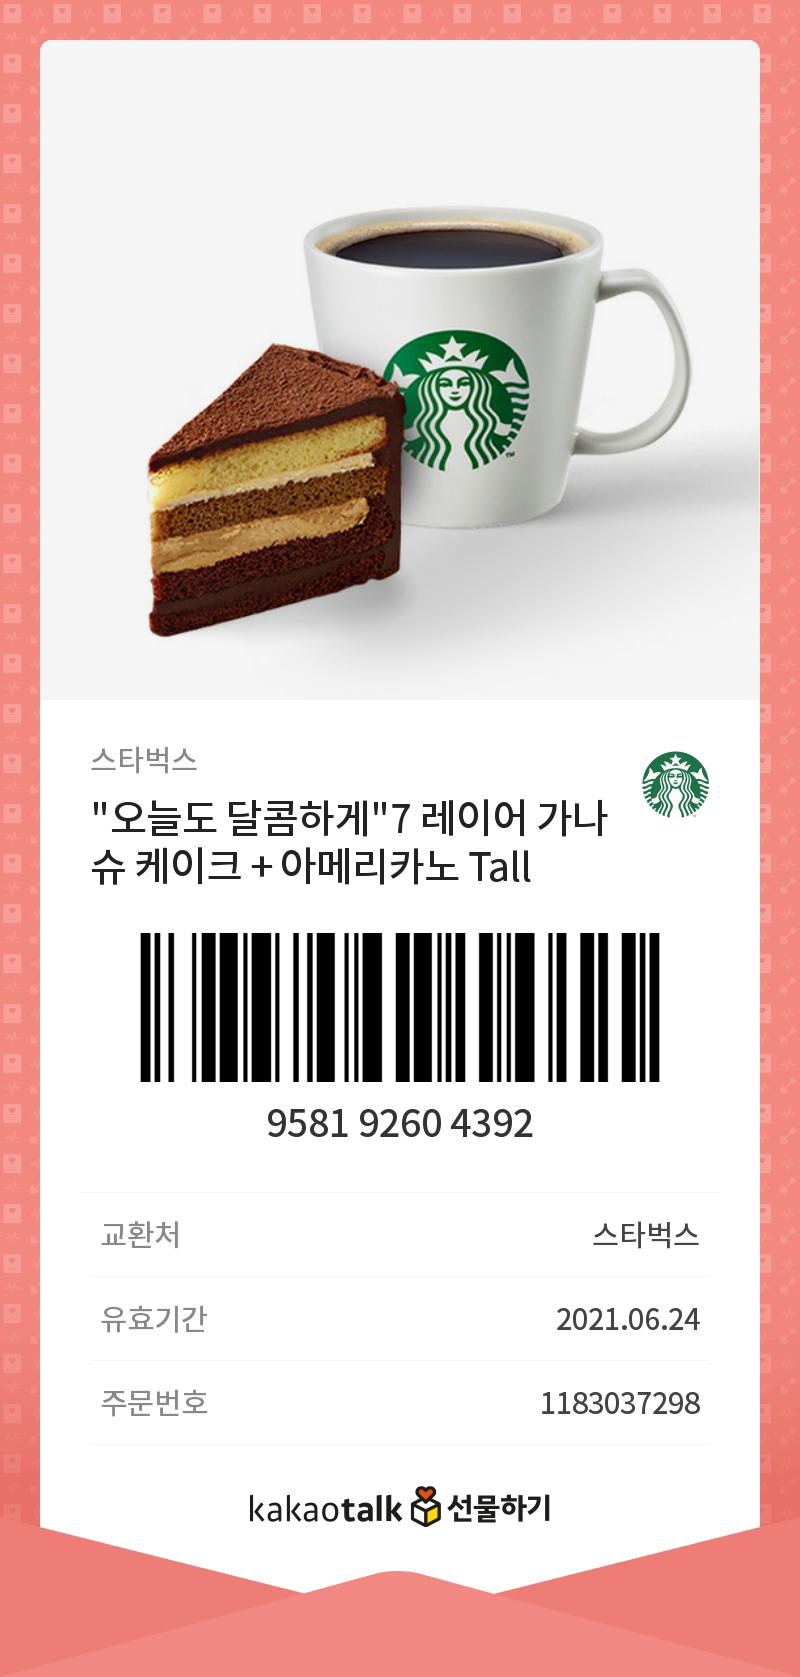 스타벅스
"오늘도 달콤하게"7 레이어 가나
슈 케이크 + 아메리카노 Tall
9581 9260 4392
교환처 스타벅스
유효기간 2021.06.24
주문번호 1183037298
kakaotalk 선물하기